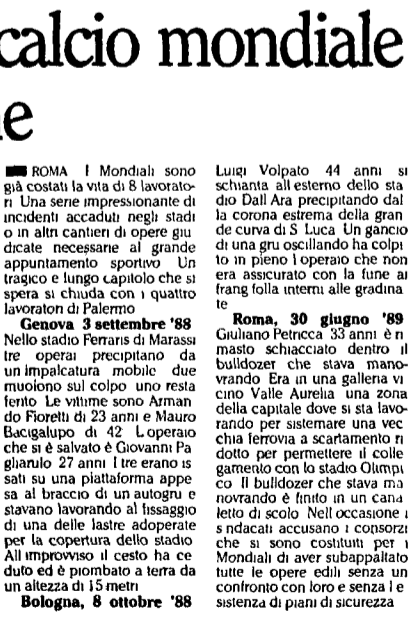 calcio mondiale
e
ROMA I Mondiali sono
già costati la vita di 8 lavorato-
ri Una serie impressionante di
incidenti accaduti negli stadi
o in altri cantieri di opere giu
dicate necessarie al grande
appuntamento sportivo Un
tragico e lungo capitolo che si
spera si chiuda con i quattro
lavoratori di Palermo
Genova 3 settembre '88
Nello stadio Ferraris di Marassi
tre operai precipitano da
un impalcatura mobile due
muoiono sul colpo uno resta
ferito Le vittime sono Arman
do Fioretti di 23 anni e Mauro
Bacigalupo di 42 L operaio
che si è salvato è Giovanni Pa
gliarulo 27 anni I tre erano is
sati su una piattaforma appe
sa al braccio di un autogru e
stavano lavorando al fissaggio
di una delle lastre adoperate
per la copertura dello stadio
All improvviso il cesto ha ce
duto ed è piombato a terra da
un altezza di 15 metri
Bologna, 8 ottobre '88
Luigi Volpato 44 anni si
schianta all esterno dello sta
dio Dall Ara precipitando dal
la corona estrema della gran
de curva di S Luca Un gancio
di una gru oscillando ha colpi
to in pieno l operaio che non
era assicurato con la fune ai
frang folla interni alle gradina
te
Roma, 30 giugno '89
Giuliano Petricca 33 anni è ri
masto schiacciato dentro il
bulldozer che stava mano-
vrando Era in una galleria vi
cino Valle Aurelia una zona
della capitale dove si sta lavo-
rando per sistemare una vec
chia ferrovia a scartamento ri
dotto per permettere il colle
gamento con lo stadio Olimpi
co Il bulldozer che stava ma
novrando è finito in un cana
letto di scolo Nell occasione i
s ndacati accusano i consorzi
che si sono costituiti per i
Mondiali di aver subappaltato
tutte le opere edili senza un
confronto con loro e senza l e
sistenza di piani di sicurezza